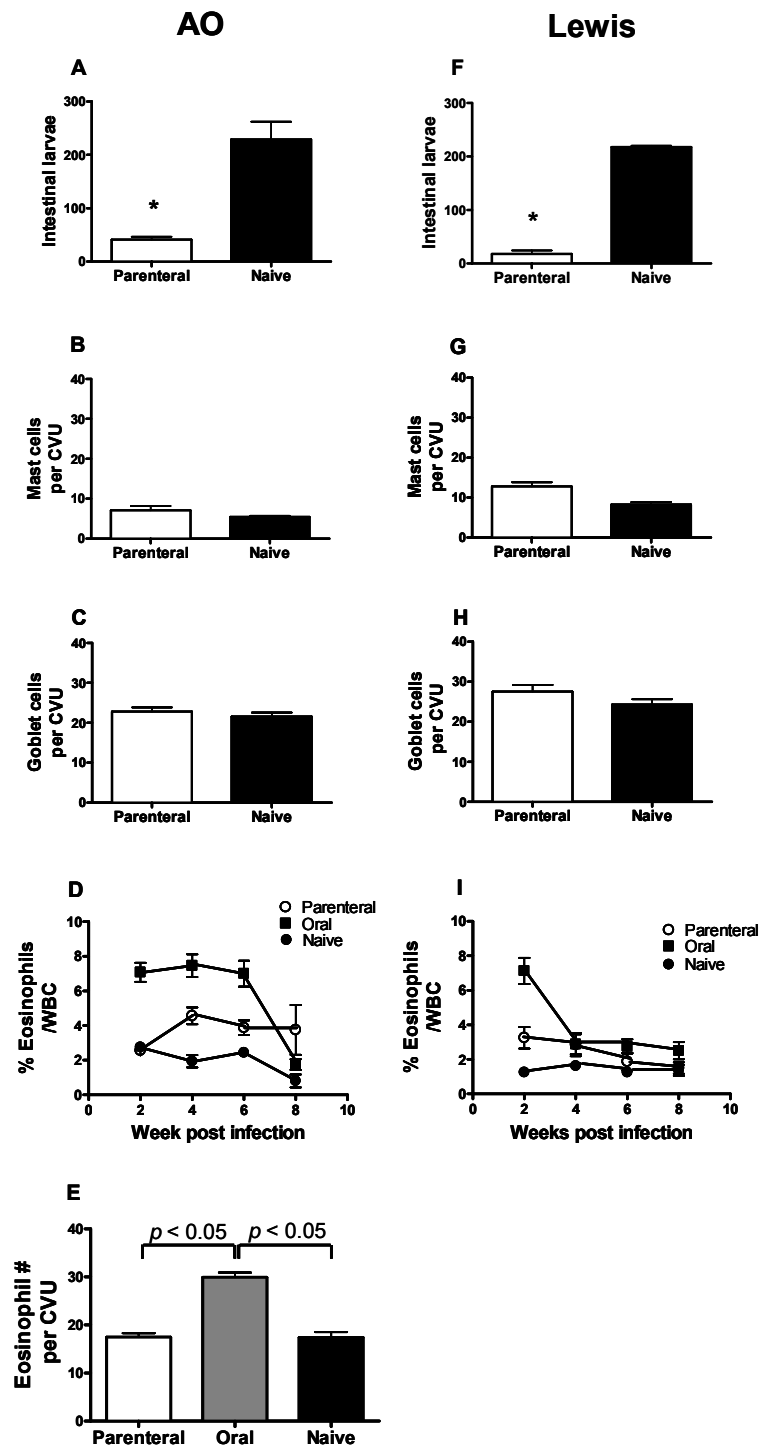 AO
Lewis
A
Intestinal larvae
300
200
100
0
*
Parenteral
Naive
F
Intestinal larvae
300
200
100
0
*
Parenteral
Naive
B
Mast cells
per CVU
40
30
20
10
0
Parenteral
Naive
G
Mast cells
per CVU
40
30
20
10
0
Parenteral
Naive
C
Goblet cells
per CVU
40
30
20
10
0
Parenteral
Naive
H
Goblet cells
per CVU
40
30
20
10
0
Parenteral
Naive
D
Parenteral
Oral
Naive
% Eosinophils
/WBC
10
8
6
4
2
0
0 2 4 6 8 10
Week post infection
I
Parenteral
Oral
Naive
% Eosinophils
/WBC
10
8
6
4
2
0
0 2 4 6 8 10
Weeks post infection
E
Eosinophil #
per CVU
40
30
20
10
0
p < 0.05 p < 0.05
Parenteral Oral Naive